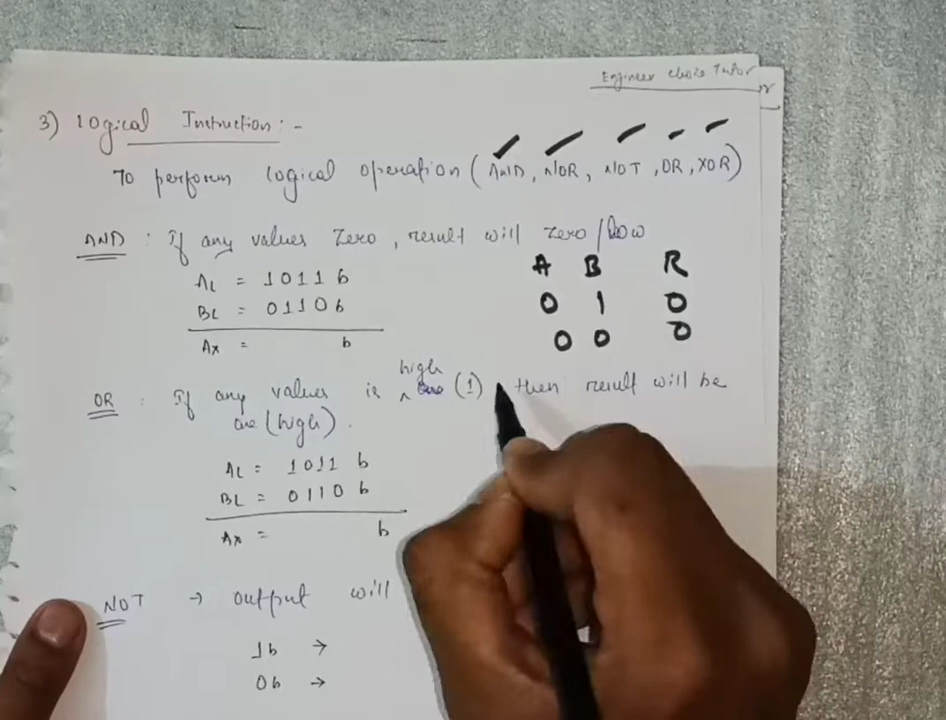 Engineer choice Tutor
3) Logical Instruction :-
To perform logical operation (AND, NOR, NOT, OR, XOR)
AND : If any values Zero, result will zero/low
AL = 1011 b
BL = 0110 b
AX = b
A B R
0 1 0
0 0 0
high
OR : If any values is ^ one (1) then result will be
one (high).
AL = 1011 b
BL = 0110 b
AX = b
NOT → output will
1b →
0b →